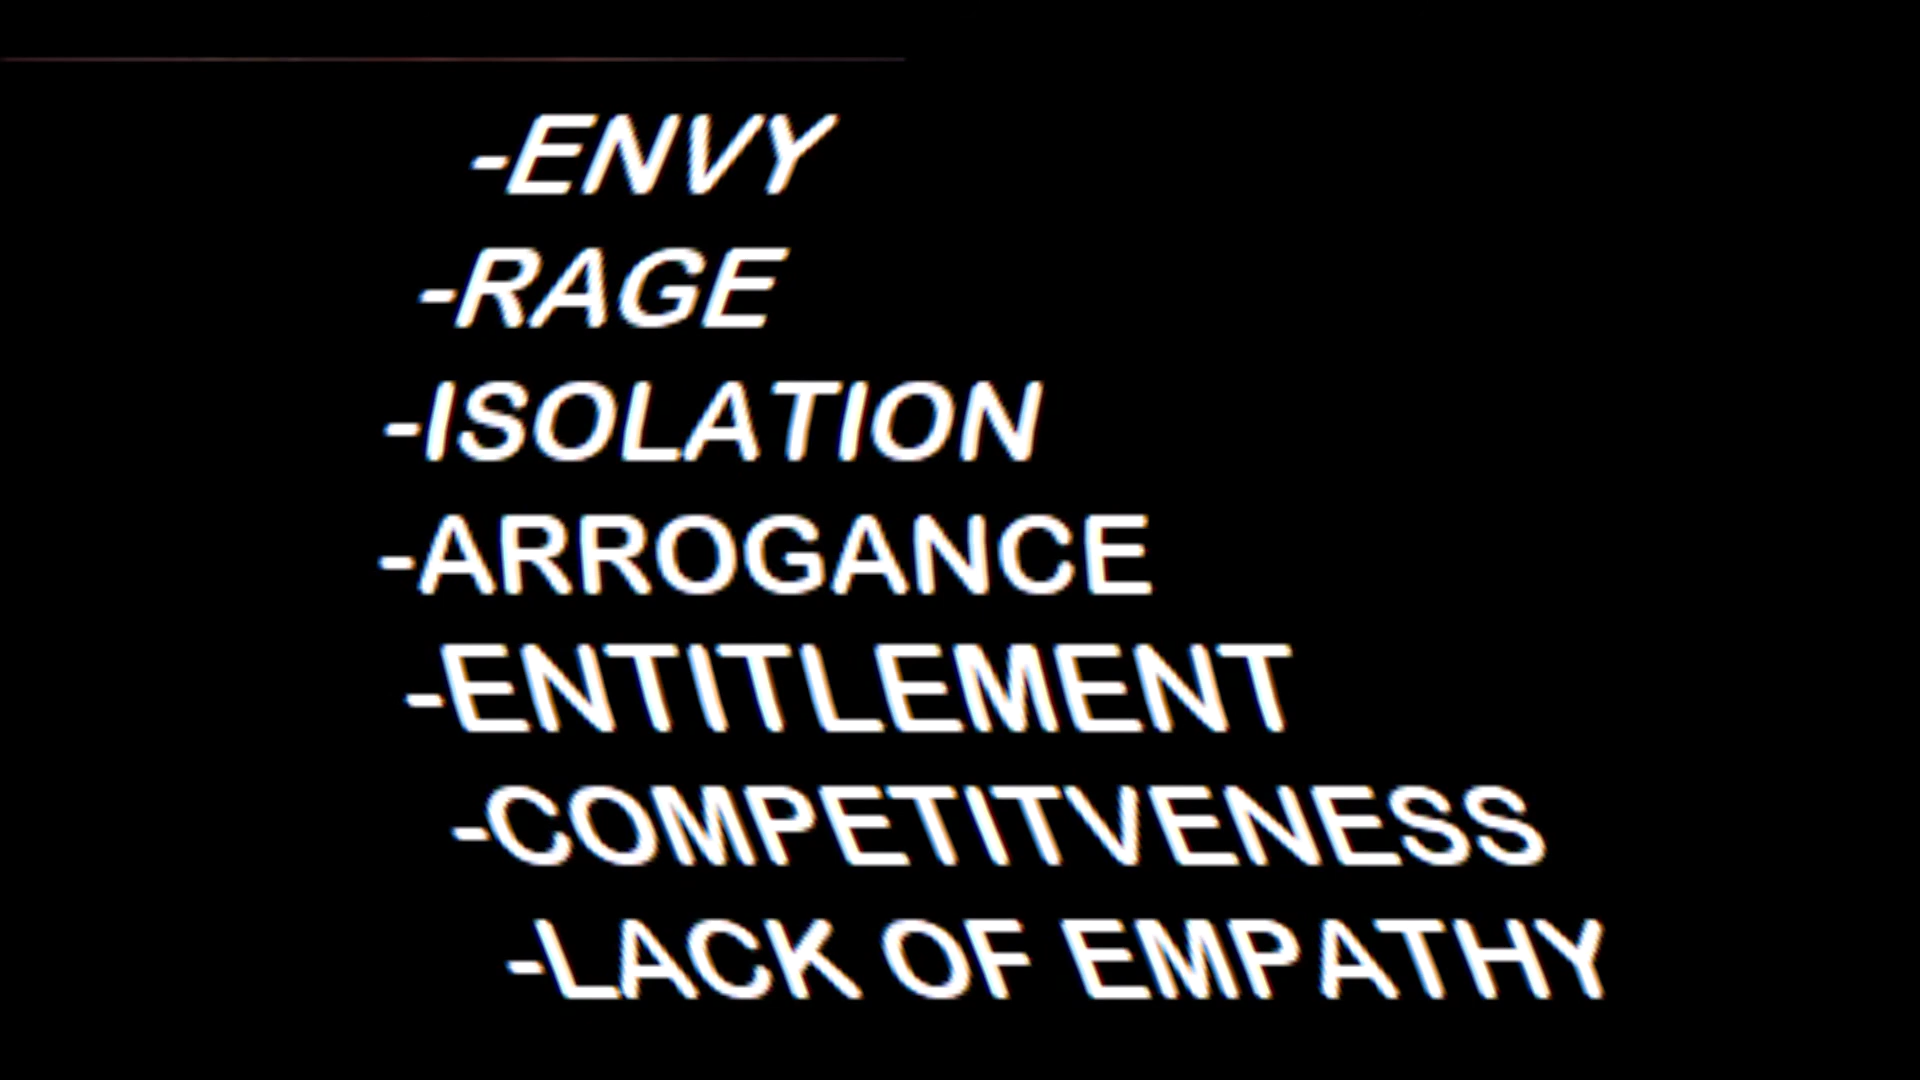 -ENVY
-RAGE
-ISOLATION
-ARROGANCE
-ENTITLEMENT
-COMPETITVENESS
-LACK OF EMPATHY